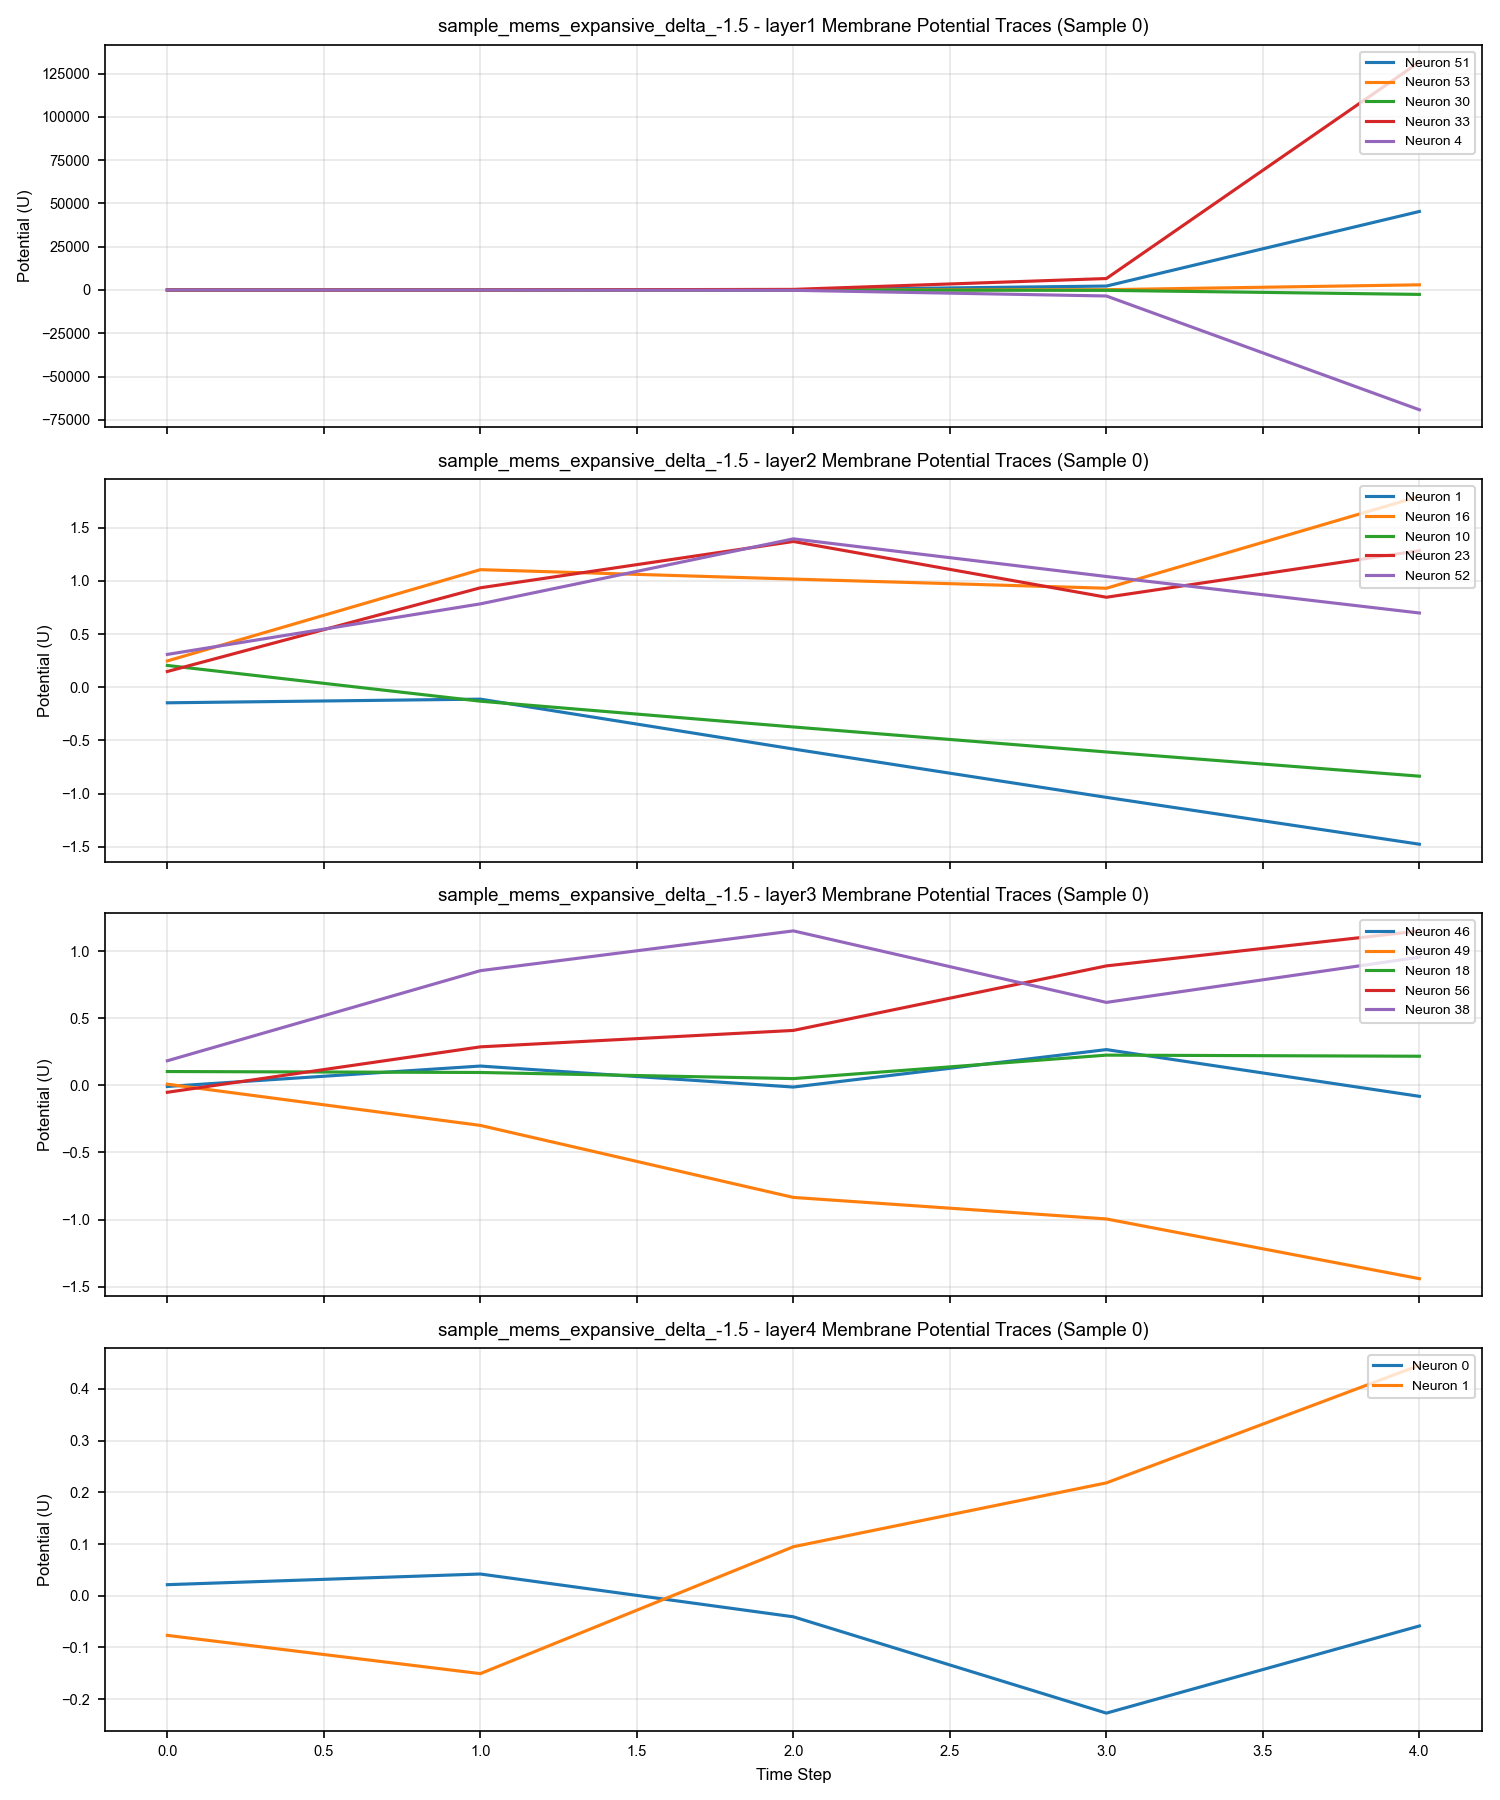 sample_mems_expansive_delta_-1.5 - layer1 Membrane Potential Traces (Sample 0)
Potential (U)
125000
100000
75000
50000
25000
0
−25000
−50000
−75000
Neuron 51
Neuron 53
Neuron 30
Neuron 33
Neuron 4
sample_mems_expansive_delta_-1.5 - layer2 Membrane Potential Traces (Sample 0)
Potential (U)
1.5
1.0
0.5
0.0
−0.5
−1.0
−1.5
Neuron 1
Neuron 16
Neuron 10
Neuron 23
Neuron 52
sample_mems_expansive_delta_-1.5 - layer3 Membrane Potential Traces (Sample 0)
Potential (U)
1.0
0.5
0.0
−0.5
−1.0
−1.5
Neuron 46
Neuron 49
Neuron 18
Neuron 56
Neuron 38
sample_mems_expansive_delta_-1.5 - layer4 Membrane Potential Traces (Sample 0)
Potential (U)
0.4
0.3
0.2
0.1
0.0
−0.1
−0.2
Neuron 0
Neuron 1
0.0 0.5 1.0 1.5 2.0 2.5 3.0 3.5 4.0
Time Step